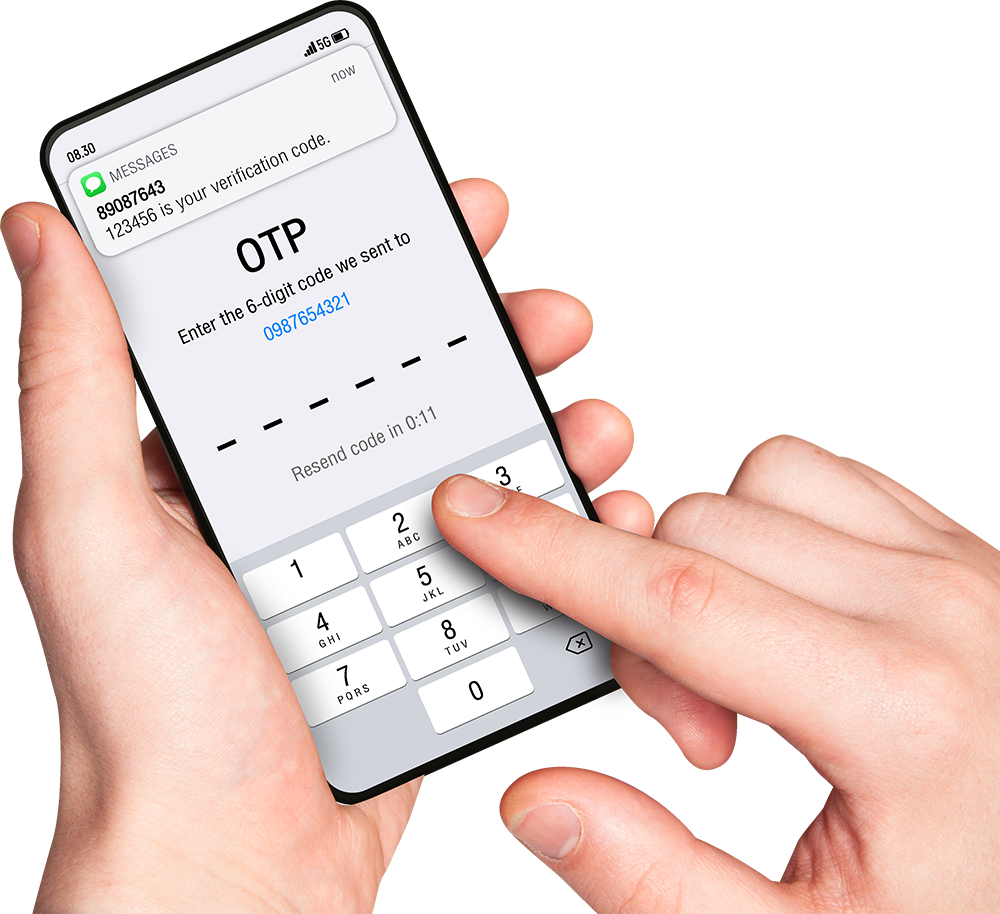 08.30
5G
MESSAGES
now
89087643
123456 is your verification code.
OTP
Enter the 6-digit code we sent to
0987654321
Resend code in 0:11
1
2
ABC
3
4
GHI
5
JKL
7
PQRS
8
TUV
0